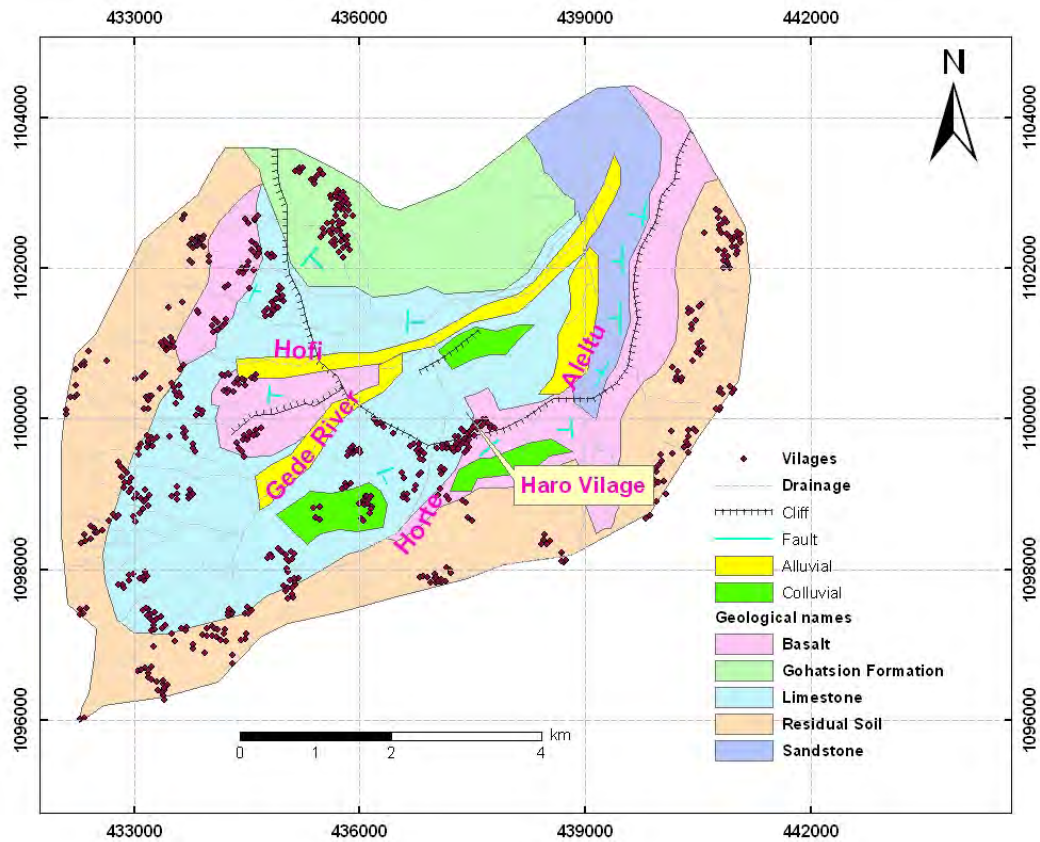 433000 436000 439000 442000
N
1104000 1104000
1102000 1102000
1100000 1100000
1098000 1098000
1096000 1096000
Hofi
Aleltu
Gede River
Haro Vilage
Horte
Vilages
Drainage
Cliff
Fault
Alluvial
Colluvial
Geological names
Basalt
Gohatsion Formation
Limestone
Residual Soil
Sandstone
km
0 1 2 4
433000 436000 439000 442000